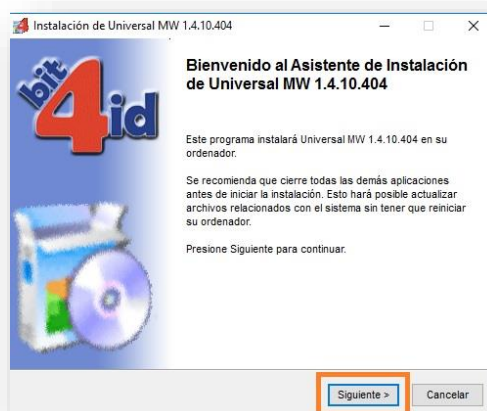 Instalación de Universal MW 1.4.10.404
bit
4id
Bienvenido al Asistente de Instalación
de Universal MW 1.4.10.404
Este programa instalará Universal MW 1.4.10.404 en su
ordenador.
Se recomienda que cierre todas las demás aplicaciones
antes de iniciar la instalación. Esto hará posible actualizar
archivos relacionados con el sistema sin tener que reiniciar
su ordenador.
Presione Siguiente para continuar.
Siguiente >
Cancelar